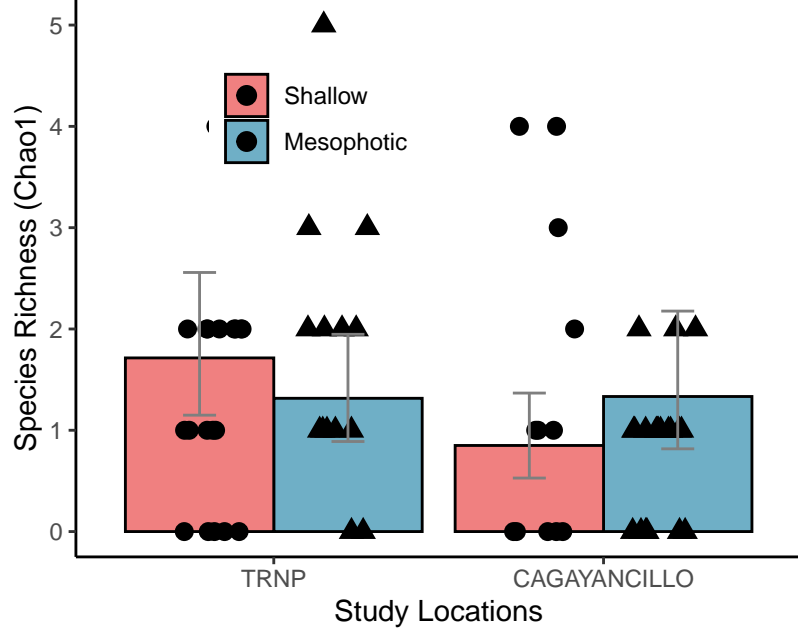 5
4
3
2
1
0
Species Richness (Chao1)
Shallow
Mesophotic
TRNP
CAGAYANCILLO
Study Locations